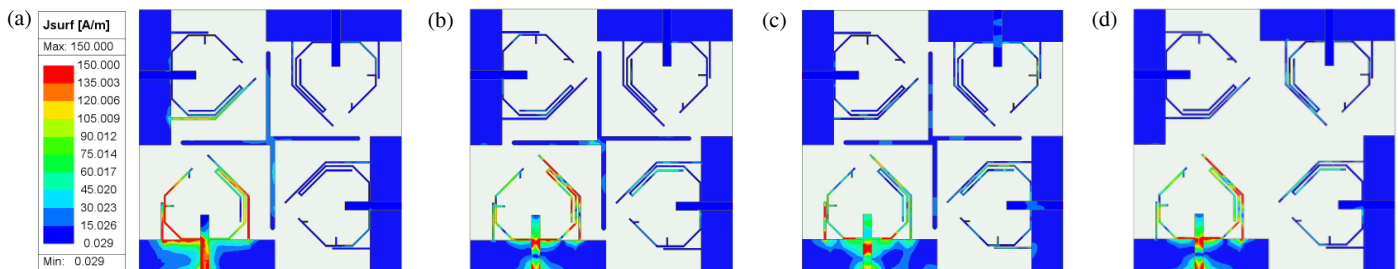 (a)
Jsurf [A/m]
Max: 150.000
150.000
135.003
120.006
105.009
90.012
75.014
60.017
45.020
30.023
15.026
0.029
Min: 0.029
(b)
(c)
(d)